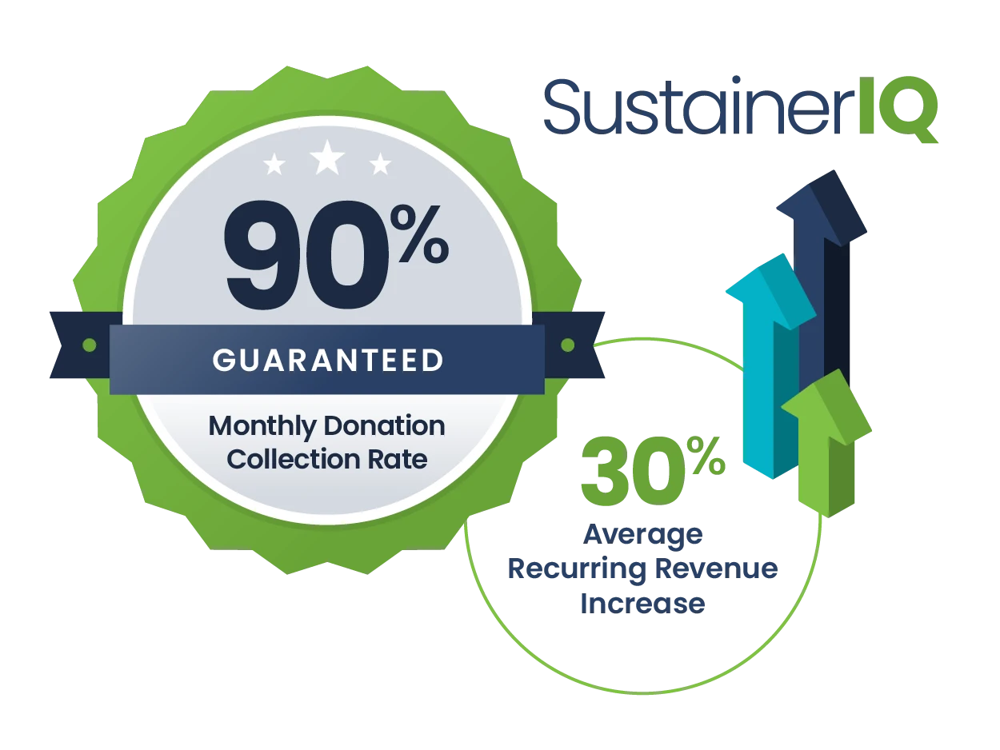 SustainerIQ
90%
GUARANTEED
Monthly Donation
Collection Rate
30%
Average
Recurring Revenue
Increase